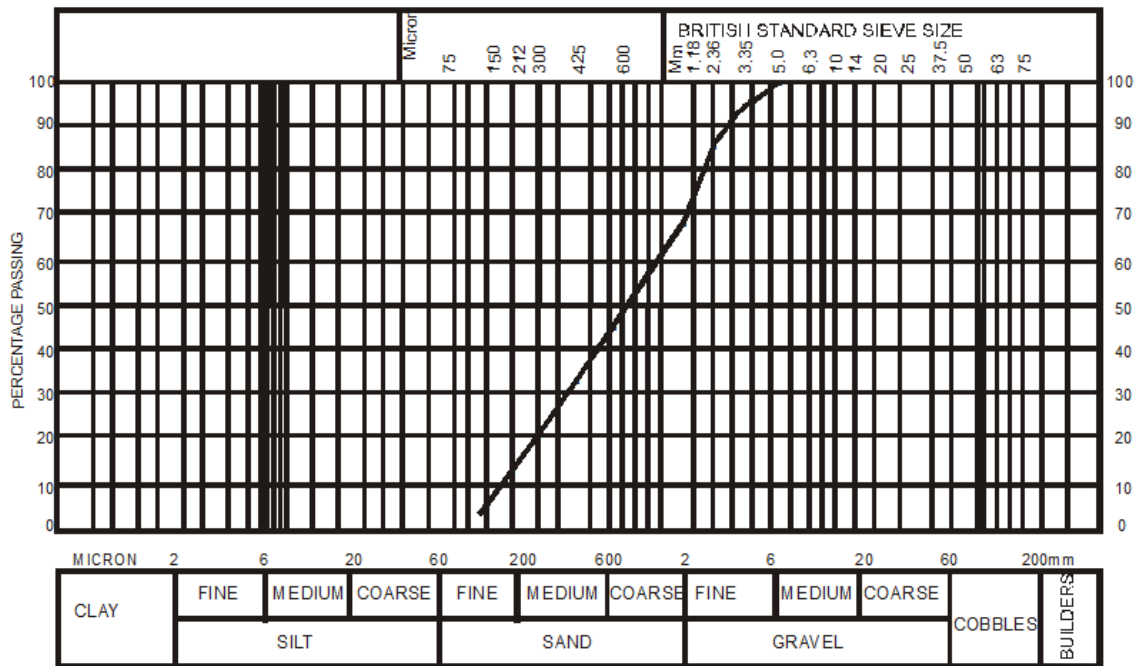 BRITISH STANDARD SIEVE SIZE
Micron 75 150 212 300 425 600 Mm 1.18 2.36 3.35 5.0 6.3 10 14 20 25 37.5 50 63 75
PERCENTAGE PASSING
100 100
90 90
80 80
70 70
60 60
50 50
40 40
30 30
20 20
10 10
0 0
MICRON 2 6 20 60 200 600 2 6 20 60 200mm
CLAY FINE MEDIUM COARSE FINE MEDIUM COARSE FINE MEDIUM COARSE COBBLES BUILDERS
SILT SAND GRAVEL